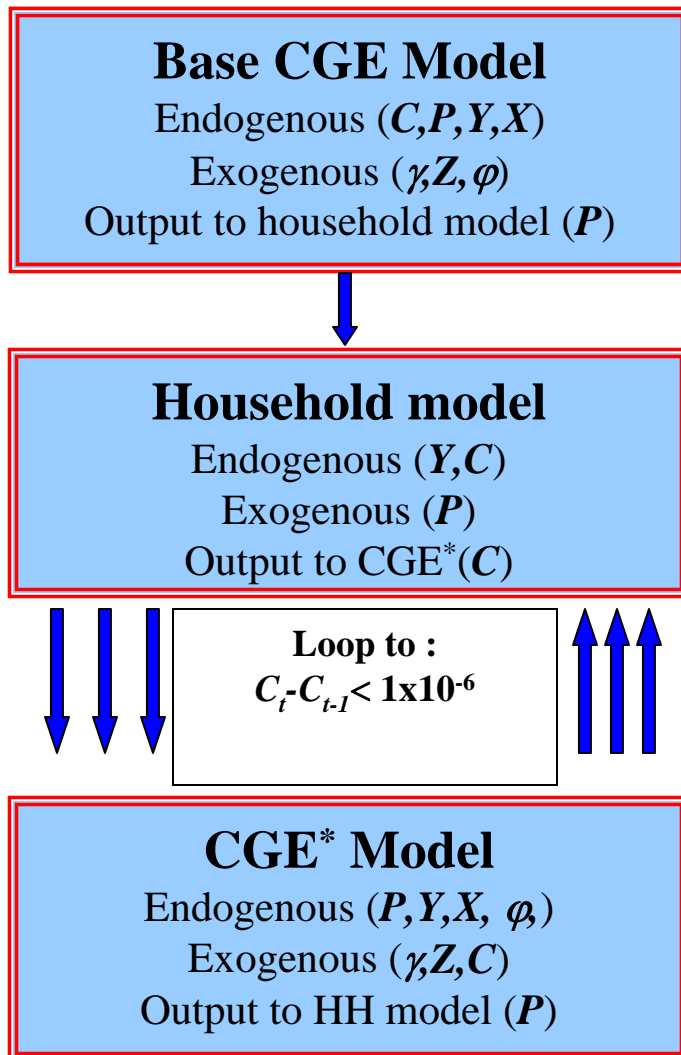 Base CGE Model
Endogenous (C,P,Y,X)
Exogenous (γ,Z,φ)
Output to household model (P)
Household model
Endogenous (Y,C)
Exogenous (P)
Output to CGE*(C)
Loop to :
Cₜ-Cₜ₋₁< 1x10⁻⁶
CGE* Model
Endogenous (P,Y,X, φ,)
Exogenous (γ,Z,C)
Output to HH model (P)